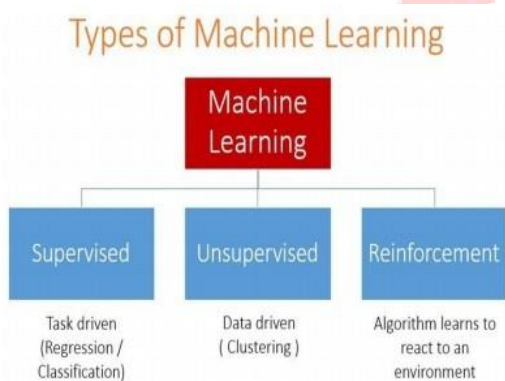 Types of Machine Learning
Machine
Learning
Supervised
Unsupervised
Reinforcement
Task driven
(Regression /
Classification)
Data driven
( Clustering )
Algorithm learns to
react to an
environment